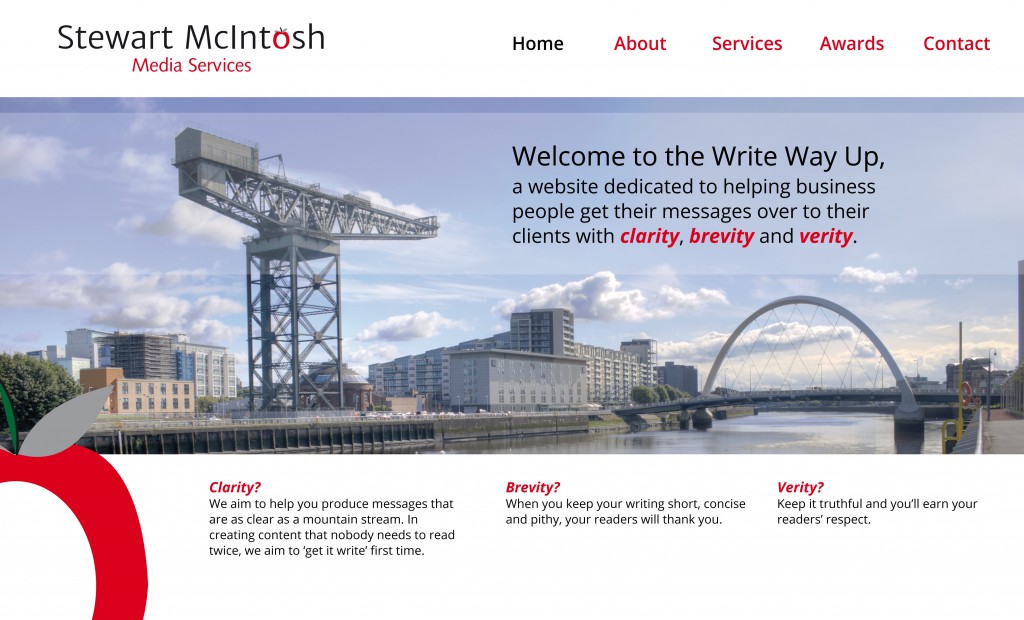 Stewart McIntosh
Media Services
Home About Services Awards Contact
Welcome to the Write Way Up,
a website dedicated to helping business
people get their messages over to their
clients with clarity, brevity and verity.
Clarity?
We aim to help you produce messages that
are as clear as a mountain stream. In
creating content that nobody needs to read
twice, we aim to ‘get it write’ first time.
Brevity?
When you keep your writing short, concise
and pithy, your readers will thank you.
Verity?
Keep it truthful and you’ll earn your
readers’ respect.